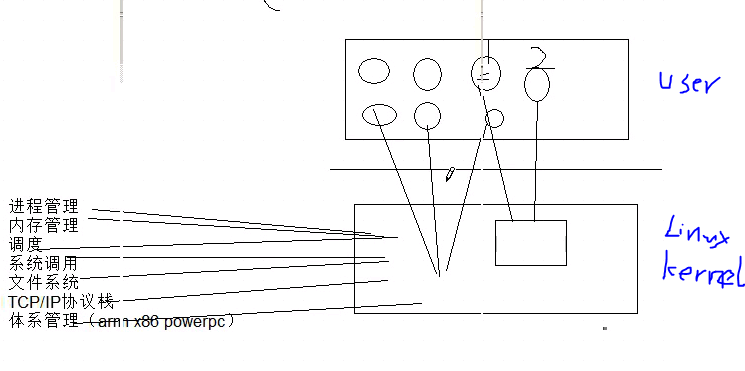 user
进程管理
内存管理
调度
系统调用
文件系统
TCP/IP协议栈
体系管理（arm x86 powerpc）
Linux
kernel